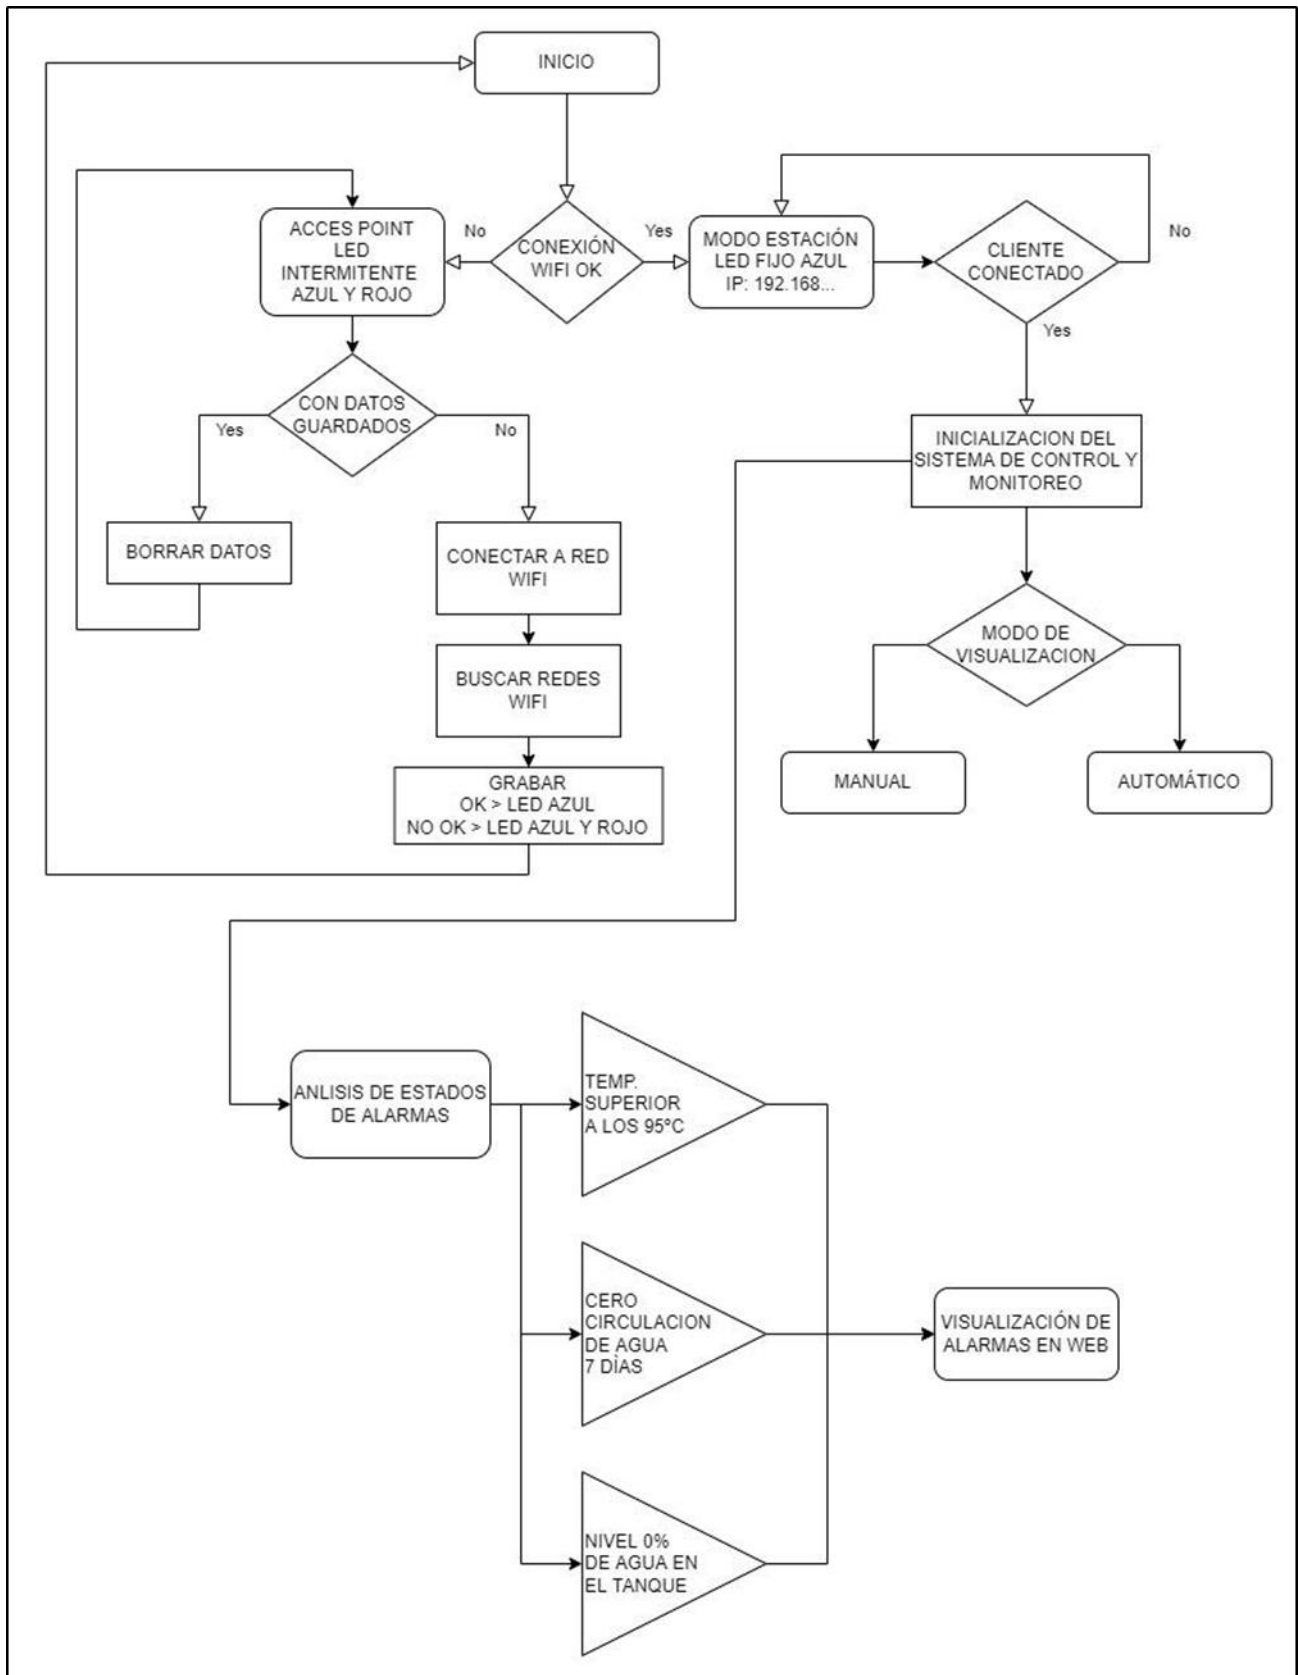 INICIO
No
Yes
No
ACCES POINT
LED
INTERMITENTE
AZUL Y ROJO
CONEXIÓN
WIFI OK
MODO ESTACIÓN
LED FIJO AZUL
IP: 192.168...
CLIENTE
CONECTADO
Yes
CON DATOS
GUARDADOS
Yes
No
INICIALIZACION DEL
SISTEMA DE CONTROL Y
MONITOREO
BORRAR DATOS
CONECTAR A RED
WIFI
MODO DE
VISUALIZACION
BUSCAR REDES
WIFI
MANUAL
AUTOMÁTICO
GRABAR
OK > LED AZUL
NO OK > LED AZUL Y ROJO
ANLISIS DE ESTADOS
DE ALARMAS
TEMP.
SUPERIOR
A LOS 95ºC
CERO
CIRCULACION
DE AGUA
7 DÌAS
VISUALIZACIÓN DE
ALARMAS EN WEB
NIVEL 0%
DE AGUA EN
EL TANQUE